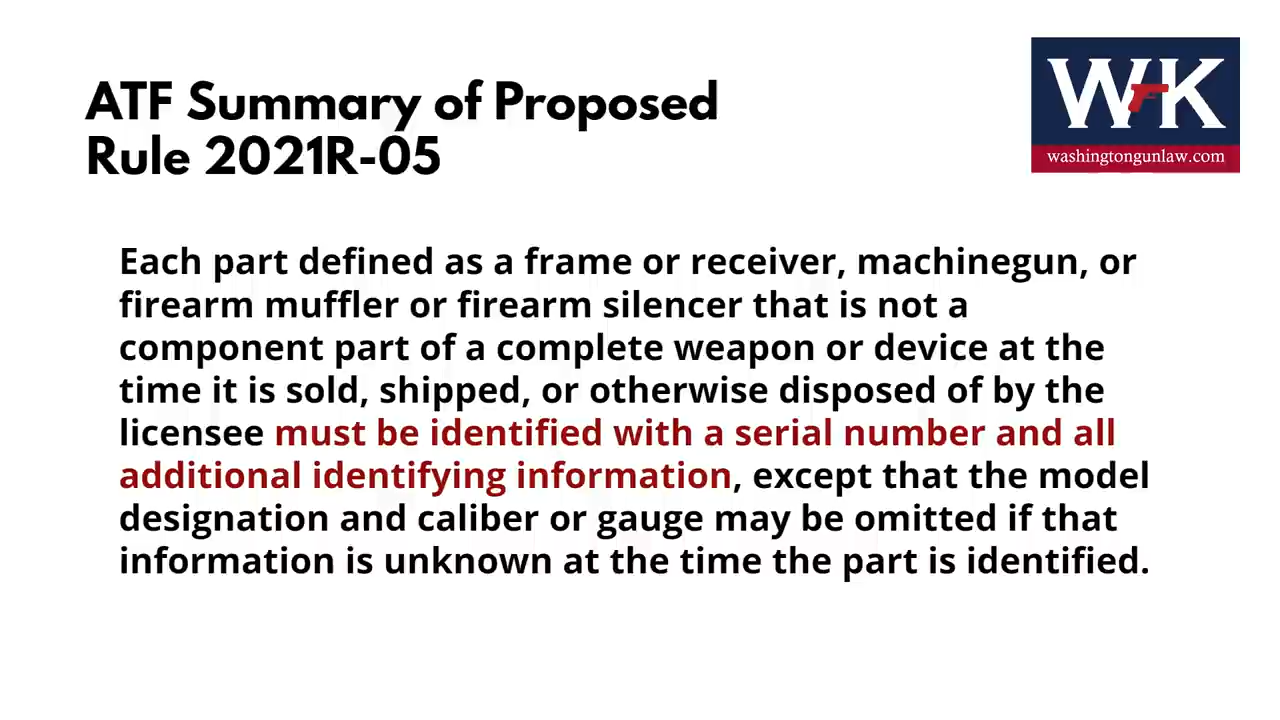 ATF Summary of Proposed
Rule 2021R-05
W K
washingtongunlaw.com
Each part defined as a frame or receiver, machinegun, or
firearm muffler or firearm silencer that is not a
component part of a complete weapon or device at the
time it is sold, shipped, or otherwise disposed of by the
licensee must be identified with a serial number and all
additional identifying information, except that the model
designation and caliber or gauge may be omitted if that
information is unknown at the time the part is identified.